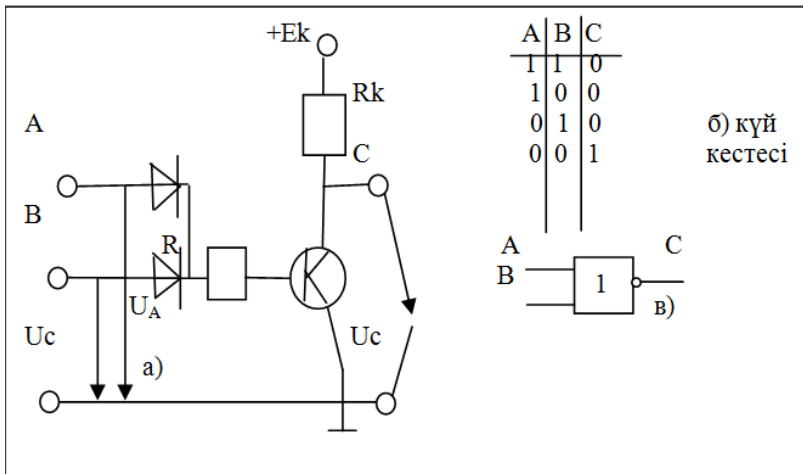 +Ek
Rk
A
C
B
R
U_A
Uc
Uc
а)
A B C
1 1 0
1 0 0
0 1 0
0 0 1
б) күй
кестесі
A
C
B
1
в)